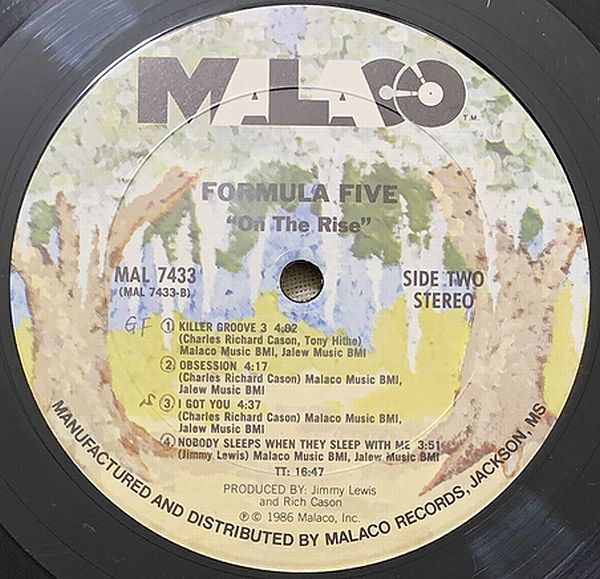 MALACO
T.M.
FORMULA FIVE
"On The Rise"
MAL 7433
(MAL 7433-B)
SIDE TWO
STEREO
GF
① KILLER GROOVE 3 4:02
(Charles Richard Cason, Tony Hithe)
Malaco Music BMI, Jalew Music BMI
② OBSESSION 4:17
(Charles Richard Cason) Malaco Music BMI,
Jalew Music BMI
③ I GOT YOU 4:37
(Charles Richard Cason) Malaco Music BMI,
Jalew Music BMI
④ NOBODY SLEEPS WHEN THEY SLEEP WITH ME 3:51
(Jimmy Lewis) Malaco Music BMI, Jalew Music BMI
TT: 16:47
PRODUCED BY: Jimmy Lewis
and Rich Cason
℗ © 1986 Malaco, Inc.
MANUFACTURED AND DISTRIBUTED BY MALACO RECORDS, JACKSON, MS